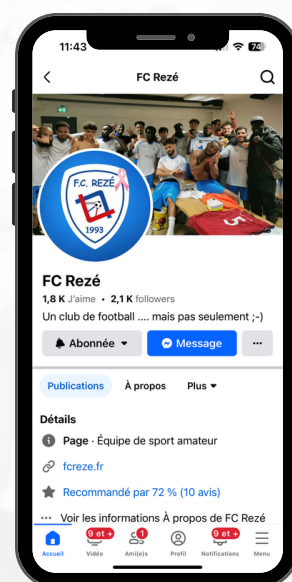 11:43
74
FC Rezé
F.C. REZÉ
1993
5
FC Rezé
1,8 K J'aime • 2,1 K followers
Un club de football .... mais pas seulement ;-)
Abonnée
Message
Publications
À propos
Plus
Détails
Page · Équipe de sport amateur
fcreze.fr
Recommandé par 72 % (10 avis)
Voir les informations À propos de FC Rezé
9 et +
1
9 et +
Accueil
Vidéo
Ami(e)s
Profil
Notifications
Menu